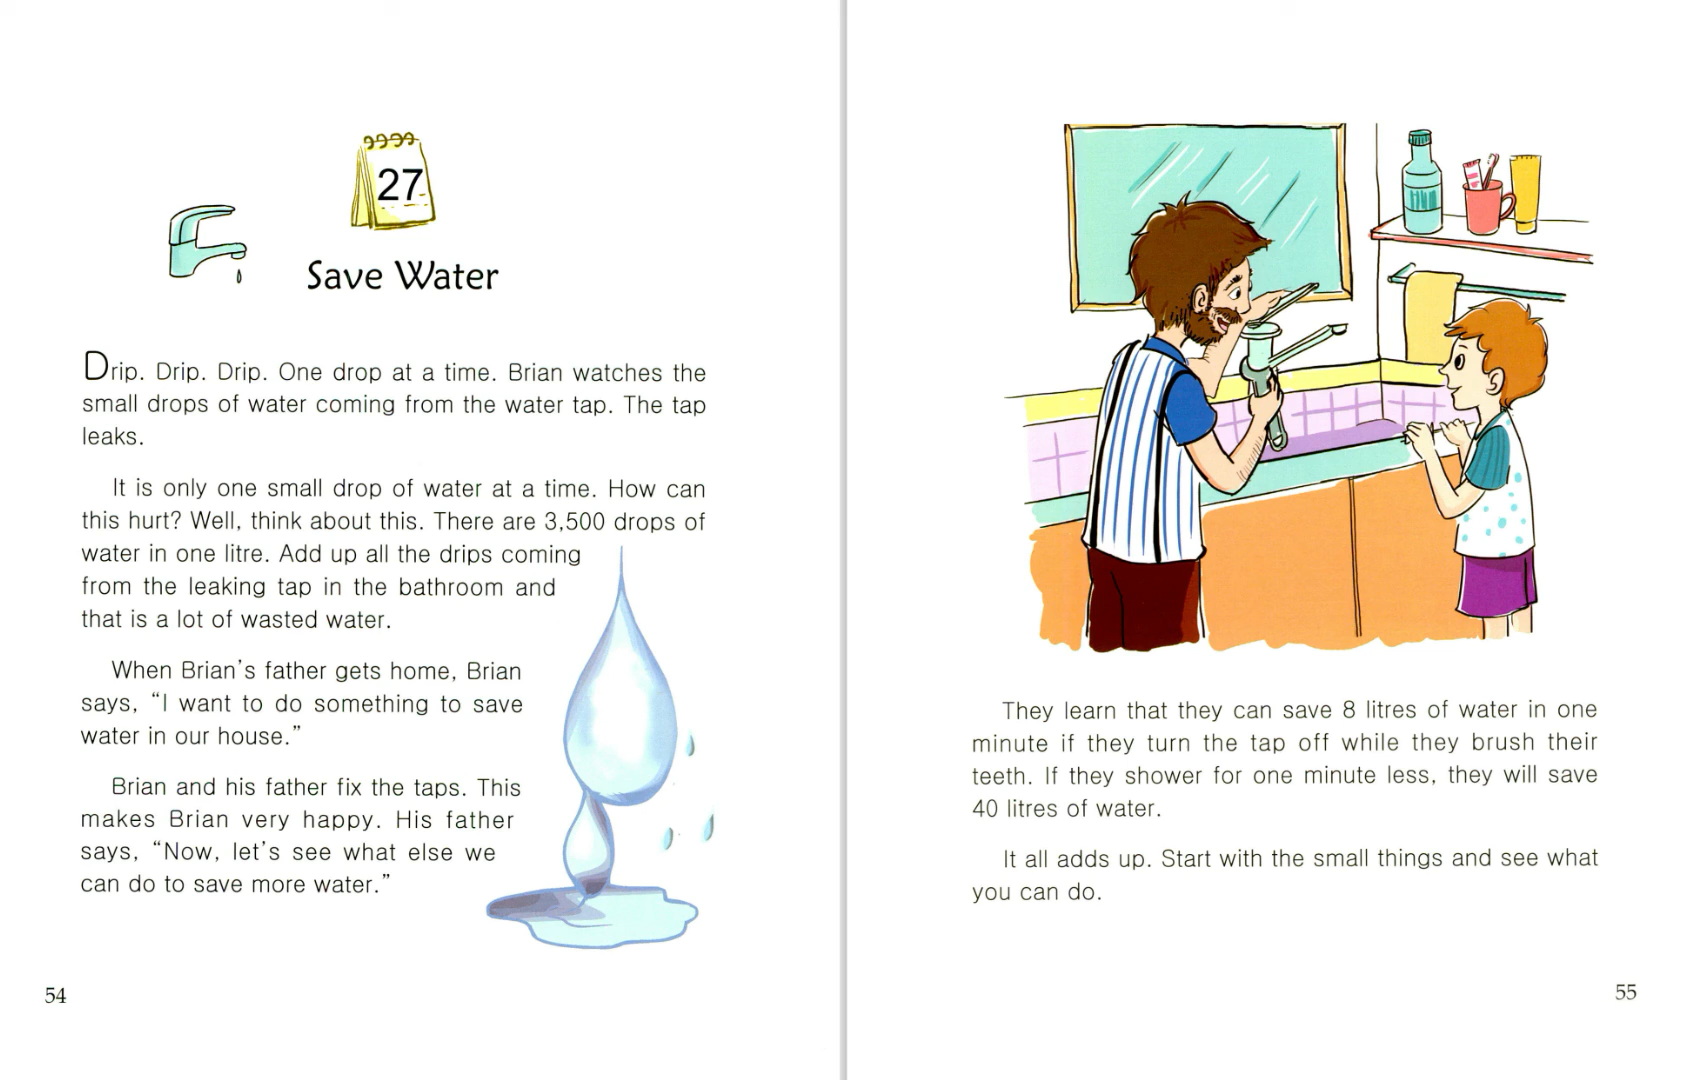 27
Save Water
Drip. Drip. Drip. One drop at a time. Brian watches the
small drops of water coming from the water tap. The tap
leaks.
It is only one small drop of water at a time. How can
this hurt? Well, think about this. There are 3,500 drops of
water in one litre. Add up all the drips coming
from the leaking tap in the bathroom and
that is a lot of wasted water.
When Brian's father gets home, Brian
says, “I want to do something to save
water in our house.”
Brian and his father fix the taps. This
makes Brian very happy. His father
says, “Now, let's see what else we
can do to save more water.”
54
They learn that they can save 8 litres of water in one
minute if they turn the tap off while they brush their
teeth. If they shower for one minute less, they will save
40 litres of water.
It all adds up. Start with the small things and see what
you can do.
55